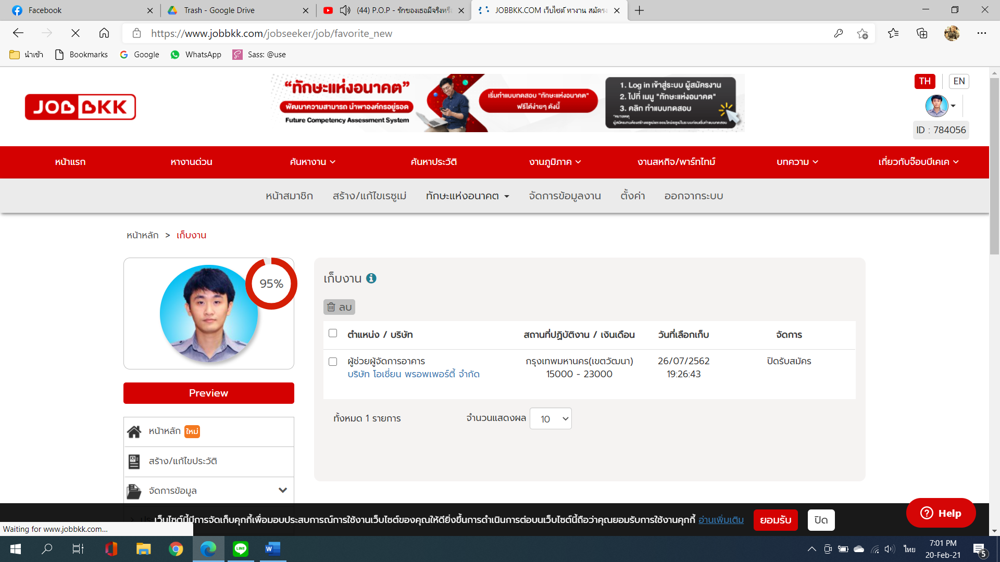 Facebook
Trash - Google Drive
(44) P.O.P - รักของเธอมีจริงหรือ
JOBBKK.COM เว็บไซต์ หางาน สมัครง
https://www.jobbkk.com/jobseeker/job/favorite_new
นำเข้า
Bookmarks
Google
WhatsApp
Sass: @use
JOBBKK
“ทักษะแห่งอนาคต”
พัฒนาความสามารถ นำพาองค์กรอยู่รอด
Future Competency Assessment System
เริ่มทำแบบทดสอบ "ทักษะแห่งอนาคต"
ฟรีได้ง่ายๆ ดังนี้
1. Log in เข้าสู่ระบบ ผู้สมัครงาน
2. ไปที่ เมนู "ทักษะแห่งอนาคต"
3. คลิก ทำแบบทดสอบ
*หมายเหตุ
TH
EN
ID : 784056
หน้าแรก
หางานด่วน
ค้นหางาน
ค้นหาประวัติ
งานภูมิภาค
งานสหกิจ/พาร์ทไทม์
บทความ
เกี่ยวกับจ๊อบบีเคเค
หน้าสมาชิก
สร้าง/แก้ไขเรซูเม่
ทักษะแห่งอนาคต
จัดการข้อมูลงาน
ตั้งค่า
ออกจากระบบ
หน้าหลัก > เก็บงาน
95%
Preview
หน้าหลัก ใหม่
สร้าง/แก้ไขประวัติ
จัดการข้อมูล
เก็บงาน
ลบ
ตำแหน่ง / บริษัท
สถานที่ปฏิบัติงาน / เงินเดือน
วันที่เลือกเก็บ
จัดการ
ผู้ช่วยผู้จัดการอาคาร
บริษัท โอเชี่ยน พรอพเพอร์ตี้ จำกัด
กรุงเทพมหานคร(เขตวัฒนา)
15000 - 23000
26/07/2562
19:26:43
ปิดรับสมัคร
ทั้งหมด 1 รายการ
จำนวนแสดงผล 10
เว็บไซต์นี้มีการจัดเก็บคุกกี้เพื่อมอบประสบการณ์การใช้งานเว็บไซต์ของคุณให้ดียิ่งขึ้นการดำเนินการต่อบนเว็บไซต์นี้ถือว่าคุณยอมรับการใช้งานคุกกี้ อ่านเพิ่มเติม
ยอมรับ
ปิด
Help
Waiting for www.jobbkk.com...
LINE
ไทย
7:01 PM
20-Feb-21
5